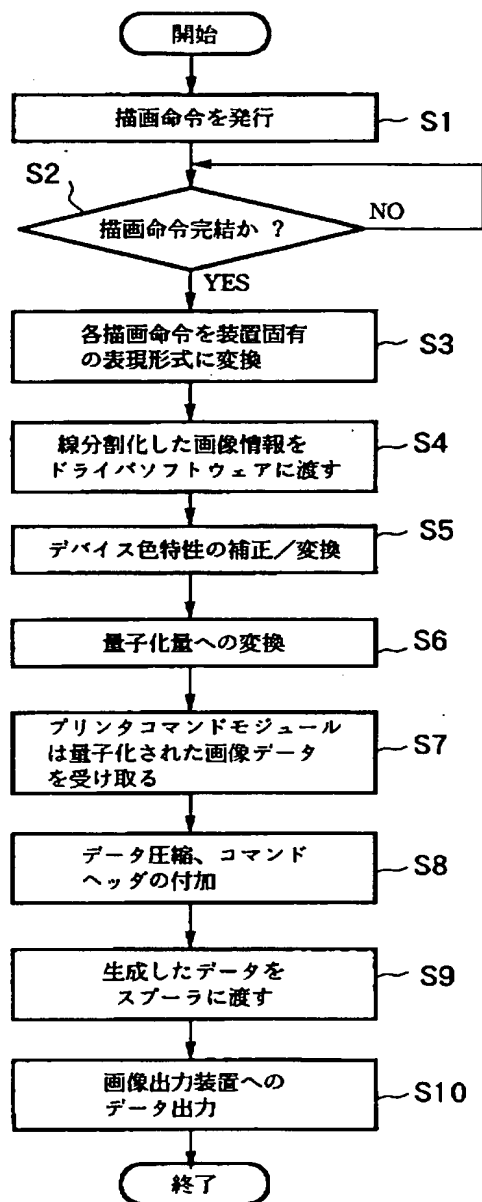 開始
描画命令を発行
S1
S2
描画命令完結か ?
NO
YES
各描画命令を装置固有
の表現形式に変換
S3
線分割化した画像情報を
ドライバソフトウェアに渡す
S4
デバイス色特性の補正／変換
S5
量子化量への変換
S6
プリンタコマンドモジュール
は量子化された画像データ
を受け取る
S7
データ圧縮、コマンド
ヘッダの付加
S8
生成したデータを
スプーラに渡す
S9
画像出力装置への
データ出力
S10
終了